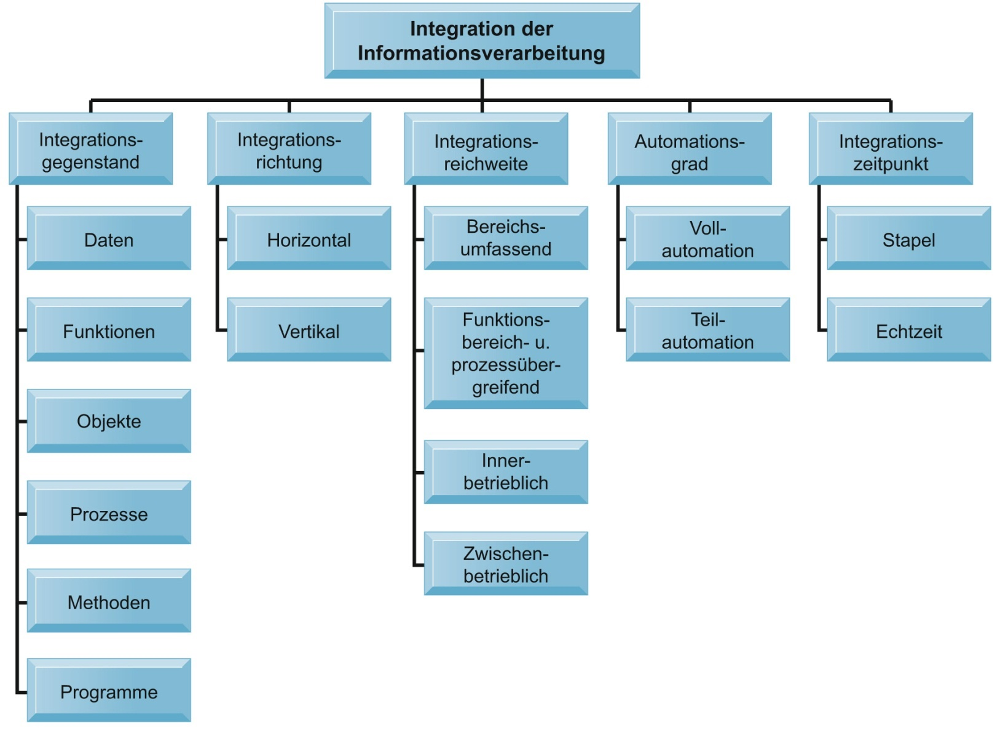 Integration der
Informationsverarbeitung
Integrations-
gegenstand
Daten
Funktionen
Objekte
Prozesse
Methoden
Programme
Integrations-
richtung
Horizontal
Vertikal
Integrations-
reichweite
Bereichs-
umfassend
Funktions-
bereich- u.
prozessüber-
greifend
Inner-
betrieblich
Zwischen-
betrieblich
Automations-
grad
Voll-
automation
Teil-
automation
Integrations-
zeitpunkt
Stapel
Echtzeit